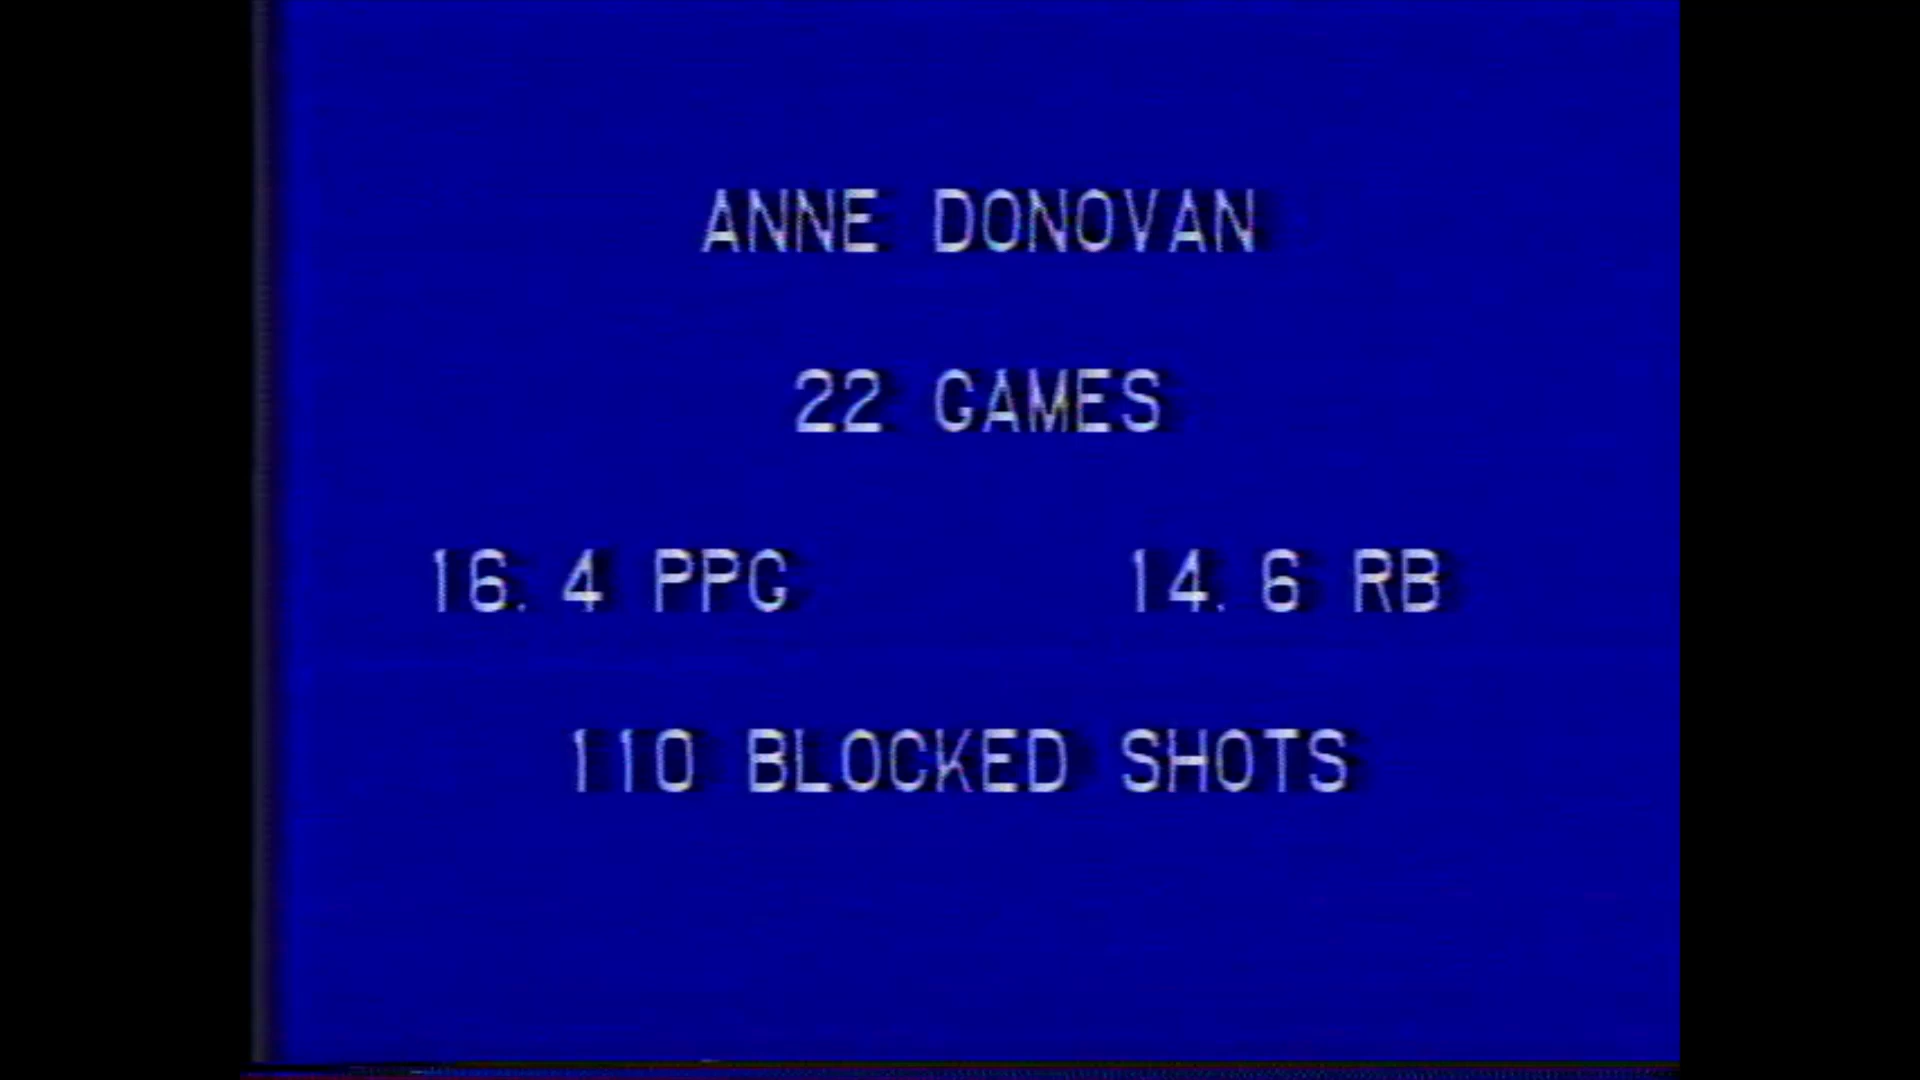 ANNE DONOVAN
22 GAMES
16.4 PPG 14.6 RB
110 BLOCKED SHOTS